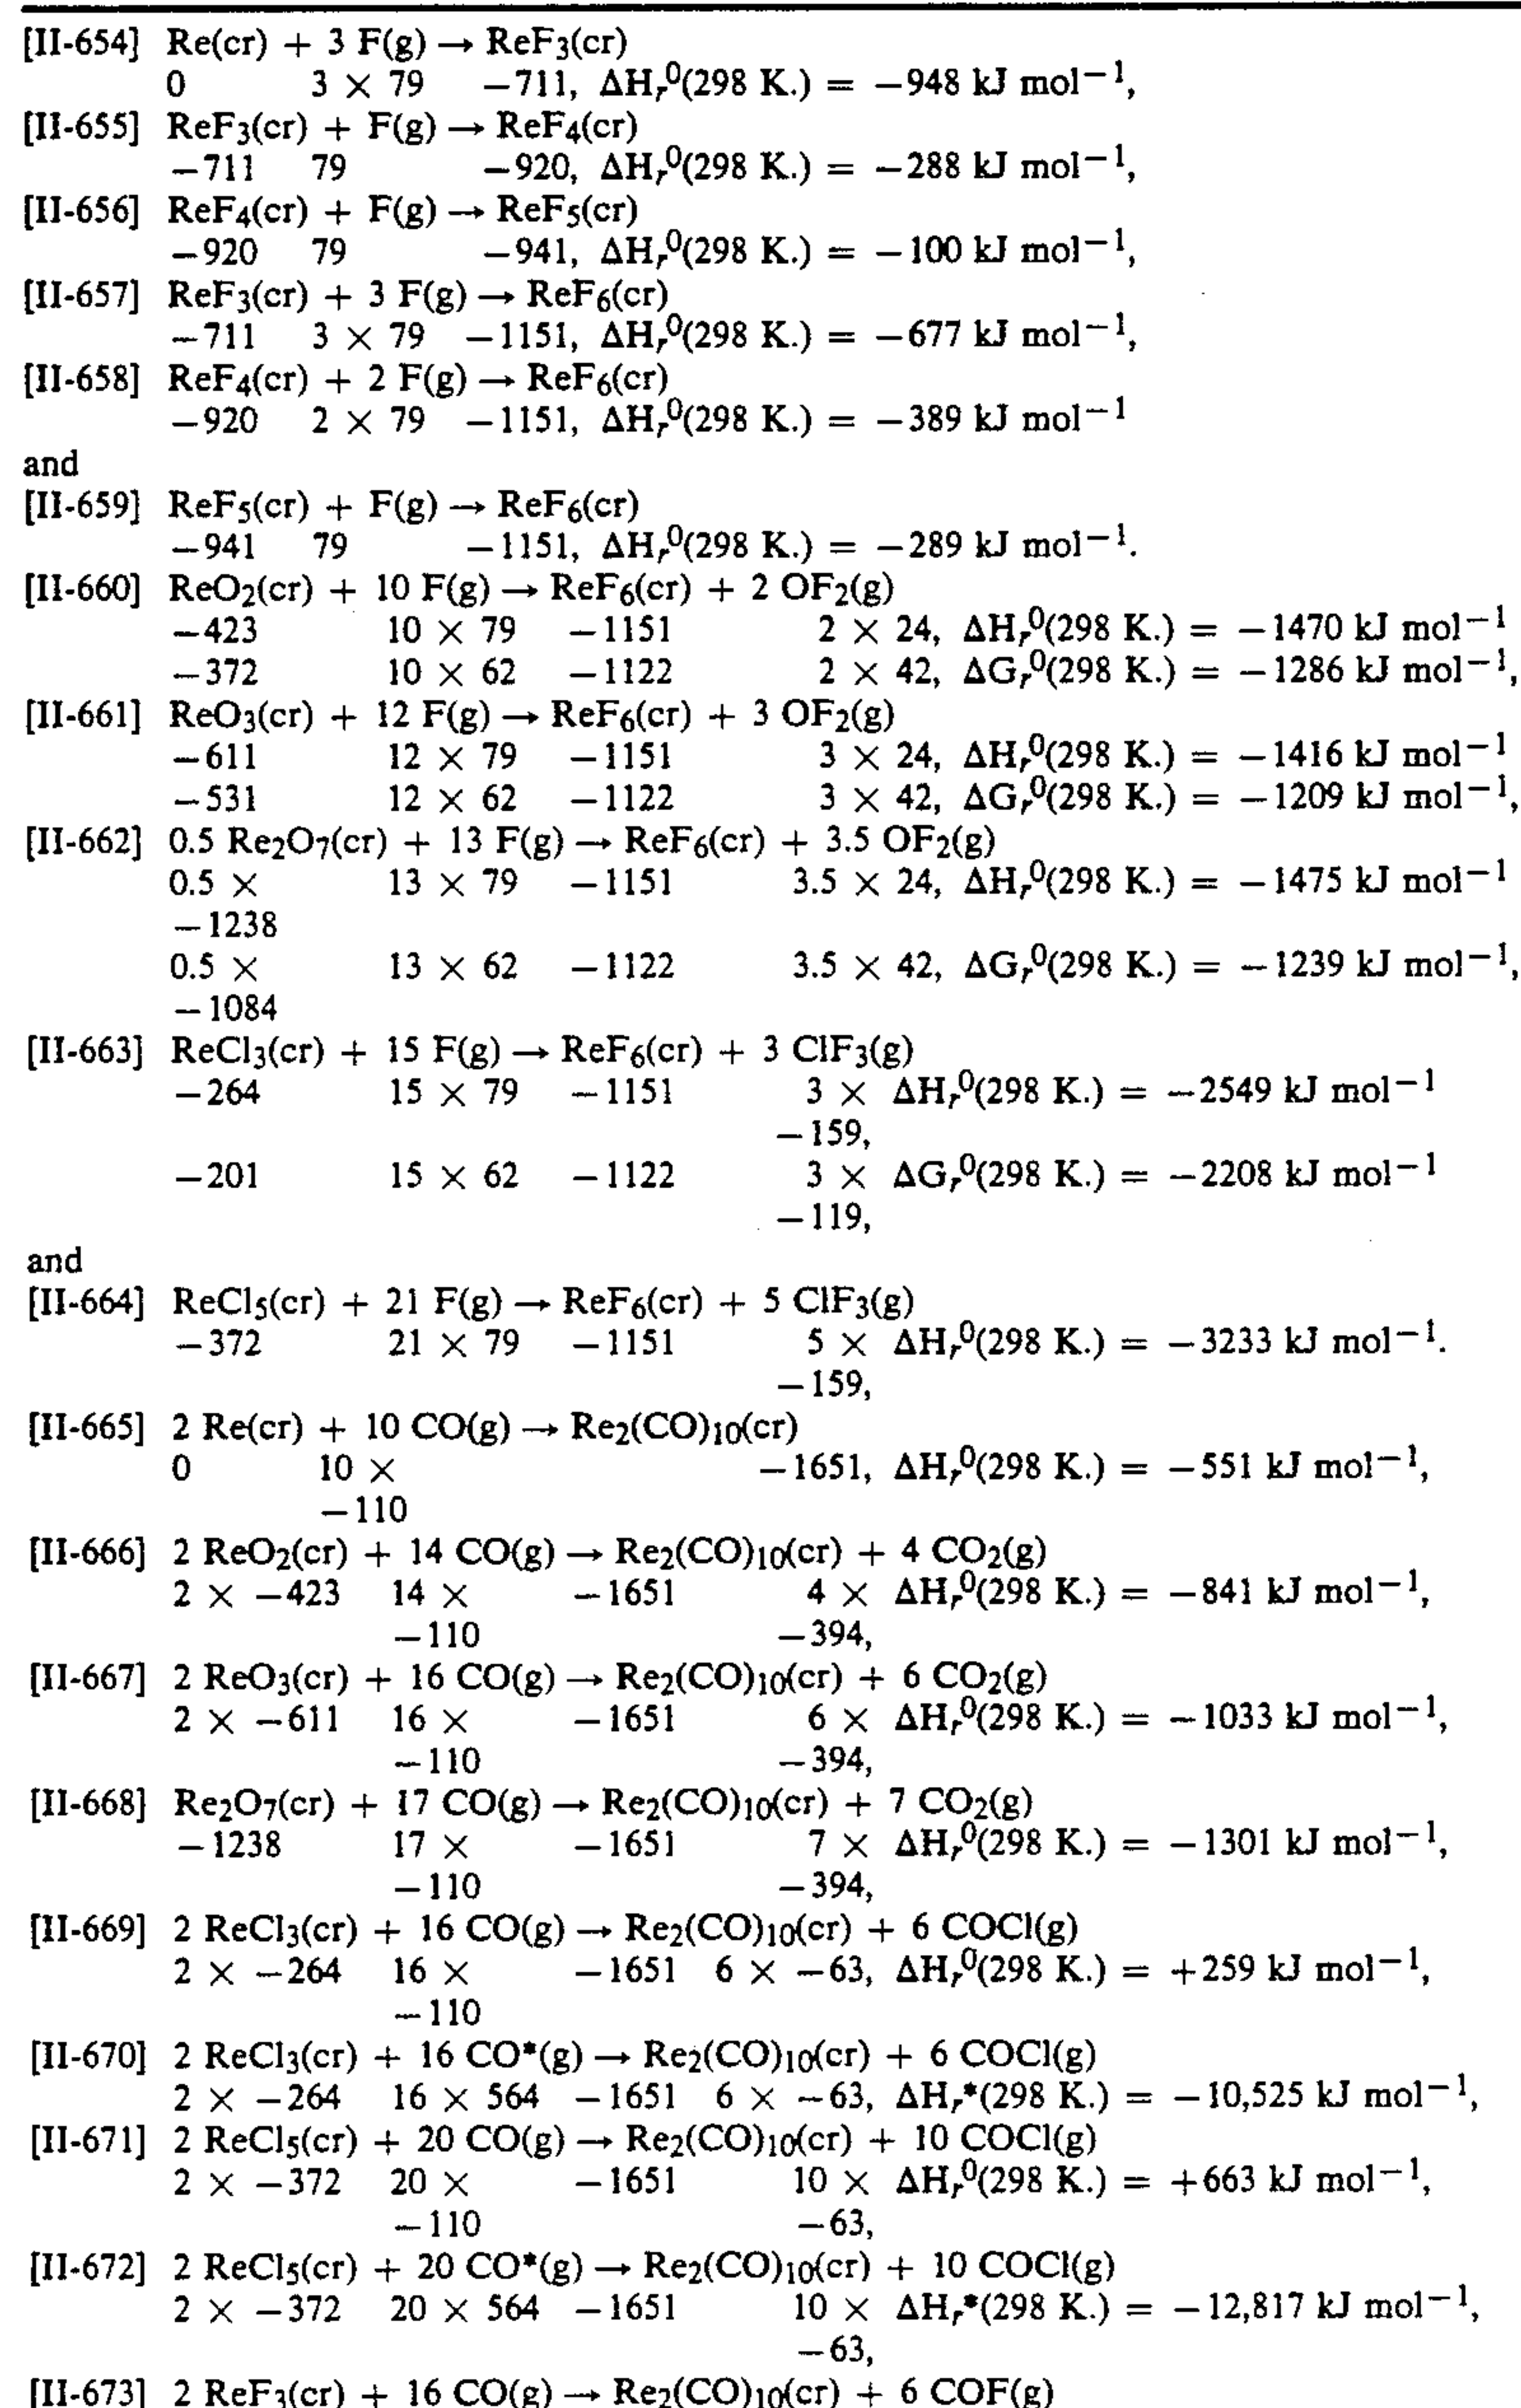 [II-654] Re(cr) + 3 F(g) → ReF₃(cr)
0 3 × 79 −711, ΔHᵣ⁰(298 K.) = −948 kJ mol⁻¹,
[II-655] ReF₃(cr) + F(g) → ReF₄(cr)
−711 79 −920, ΔHᵣ⁰(298 K.) = −288 kJ mol⁻¹,
[II-656] ReF₄(cr) + F(g) → ReF₅(cr)
−920 79 −941, ΔHᵣ⁰(298 K.) = −100 kJ mol⁻¹,
[II-657] ReF₃(cr) + 3 F(g) → ReF₆(cr)
−711 3 × 79 −1151, ΔHᵣ⁰(298 K.) = −677 kJ mol⁻¹,
[II-658] ReF₄(cr) + 2 F(g) → ReF₆(cr)
−920 2 × 79 −1151, ΔHᵣ⁰(298 K.) = −389 kJ mol⁻¹
and
[II-659] ReF₅(cr) + F(g) → ReF₆(cr)
−941 79 −1151, ΔHᵣ⁰(298 K.) = −289 kJ mol⁻¹.
[II-660] ReO₂(cr) + 10 F(g) → ReF₆(cr) + 2 OF₂(g)
−423 10 × 79 −1151 2 × 24, ΔHᵣ⁰(298 K.) = −1470 kJ mol⁻¹
−372 10 × 62 −1122 2 × 42, ΔGᵣ⁰(298 K.) = −1286 kJ mol⁻¹,
[II-661] ReO₃(cr) + 12 F(g) → ReF₆(cr) + 3 OF₂(g)
−611 12 × 79 −1151 3 × 24, ΔHᵣ⁰(298 K.) = −1416 kJ mol⁻¹
−531 12 × 62 −1122 3 × 42, ΔGᵣ⁰(298 K.) = −1209 kJ mol⁻¹,
[II-662] 0.5 Re₂O₇(cr) + 13 F(g) → ReF₆(cr) + 3.5 OF₂(g)
0.5 × 13 × 79 −1151 3.5 × 24, ΔHᵣ⁰(298 K.) = −1475 kJ mol⁻¹
−1238
0.5 × 13 × 62 −1122 3.5 × 42, ΔGᵣ⁰(298 K.) = −1239 kJ mol⁻¹,
−1084
[II-663] ReCl₃(cr) + 15 F(g) → ReF₆(cr) + 3 ClF₃(g)
−264 15 × 79 −1151 3 × ΔHᵣ⁰(298 K.) = −2549 kJ mol⁻¹
−159,
−201 15 × 62 −1122 3 × ΔGᵣ⁰(298 K.) = −2208 kJ mol⁻¹
−119,
and
[II-664] ReCl₅(cr) + 21 F(g) → ReF₆(cr) + 5 ClF₃(g)
−372 21 × 79 −1151 5 × ΔHᵣ⁰(298 K.) = −3233 kJ mol⁻¹.
−159,
[II-665] 2 Re(cr) + 10 CO(g) → Re₂(CO)₁₀(cr)
0 10 × −1651, ΔHᵣ⁰(298 K.) = −551 kJ mol⁻¹,
−110
[II-666] 2 ReO₂(cr) + 14 CO(g) → Re₂(CO)₁₀(cr) + 4 CO₂(g)
2 × −423 14 × −1651 4 × ΔHᵣ⁰(298 K.) = −841 kJ mol⁻¹,
−110 −394,
[II-667] 2 ReO₃(cr) + 16 CO(g) → Re₂(CO)₁₀(cr) + 6 CO₂(g)
2 × −611 16 × −1651 6 × ΔHᵣ⁰(298 K.) = −1033 kJ mol⁻¹,
−110 −394,
[II-668] Re₂O₇(cr) + 17 CO(g) → Re₂(CO)₁₀(cr) + 7 CO₂(g)
−1238 17 × −1651 7 × ΔHᵣ⁰(298 K.) = −1301 kJ mol⁻¹,
−110 −394,
[II-669] 2 ReCl₃(cr) + 16 CO(g) → Re₂(CO)₁₀(cr) + 6 COCl(g)
2 × −264 16 × −1651 6 × −63, ΔHᵣ⁰(298 K.) = +259 kJ mol⁻¹,
−110
[II-670] 2 ReCl₃(cr) + 16 CO*(g) → Re₂(CO)₁₀(cr) + 6 COCl(g)
2 × −264 16 × 564 −1651 6 × −63, ΔHᵣ*(298 K.) = −10,525 kJ mol⁻¹,
[II-671] 2 ReCl₅(cr) + 20 CO(g) → Re₂(CO)₁₀(cr) + 10 COCl(g)
2 × −372 20 × −1651 10 × ΔHᵣ⁰(298 K.) = +663 kJ mol⁻¹,
−110 −63,
[II-672] 2 ReCl₅(cr) + 20 CO*(g) → Re₂(CO)₁₀(cr) + 10 COCl(g)
2 × −372 20 × 564 −1651 10 × ΔHᵣ*(298 K.) = −12,817 kJ mol⁻¹,
−63,
[II-673] 2 ReF₃(cr) + 16 CO(g) → Re₂(CO)₁₀(cr) + 6 COF(g)